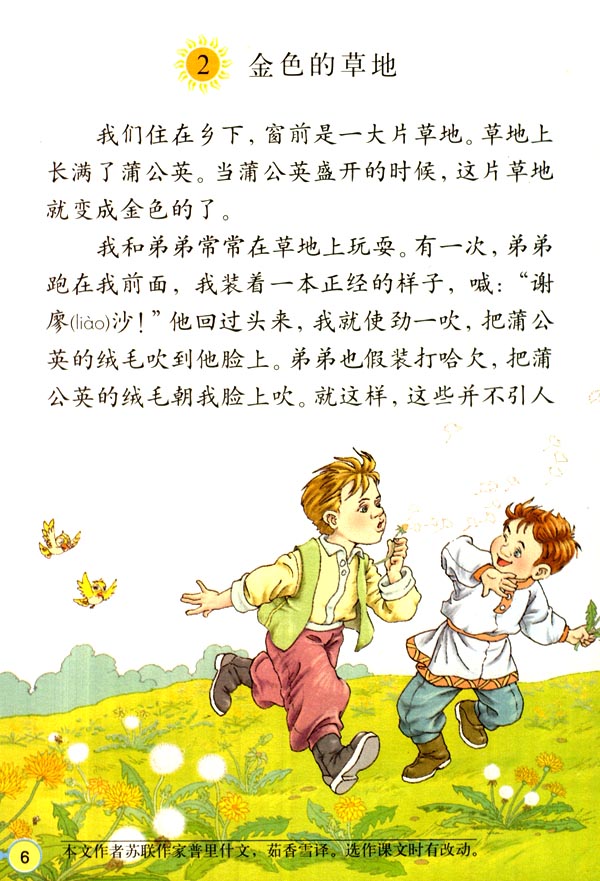 2 金色的草地
我们住在乡下，窗前是一大片草地。草地上
长满了蒲公英。当蒲公英盛开的时候，这片草地
就变成金色的了。
我和弟弟常常在草地上玩耍。有一次，弟弟
跑在我前面，我装着一本正经的样子，喊：“谢
廖(liào)沙！”他回过头来，我就使劲一吹，把蒲公
英的绒毛吹到他脸上。弟弟也假装打哈欠，把蒲
公英的绒毛朝我脸上吹。就这样，这些并不引人
本文作者苏联作家普里什文，茹香雪译。选作课文时有改动。
6